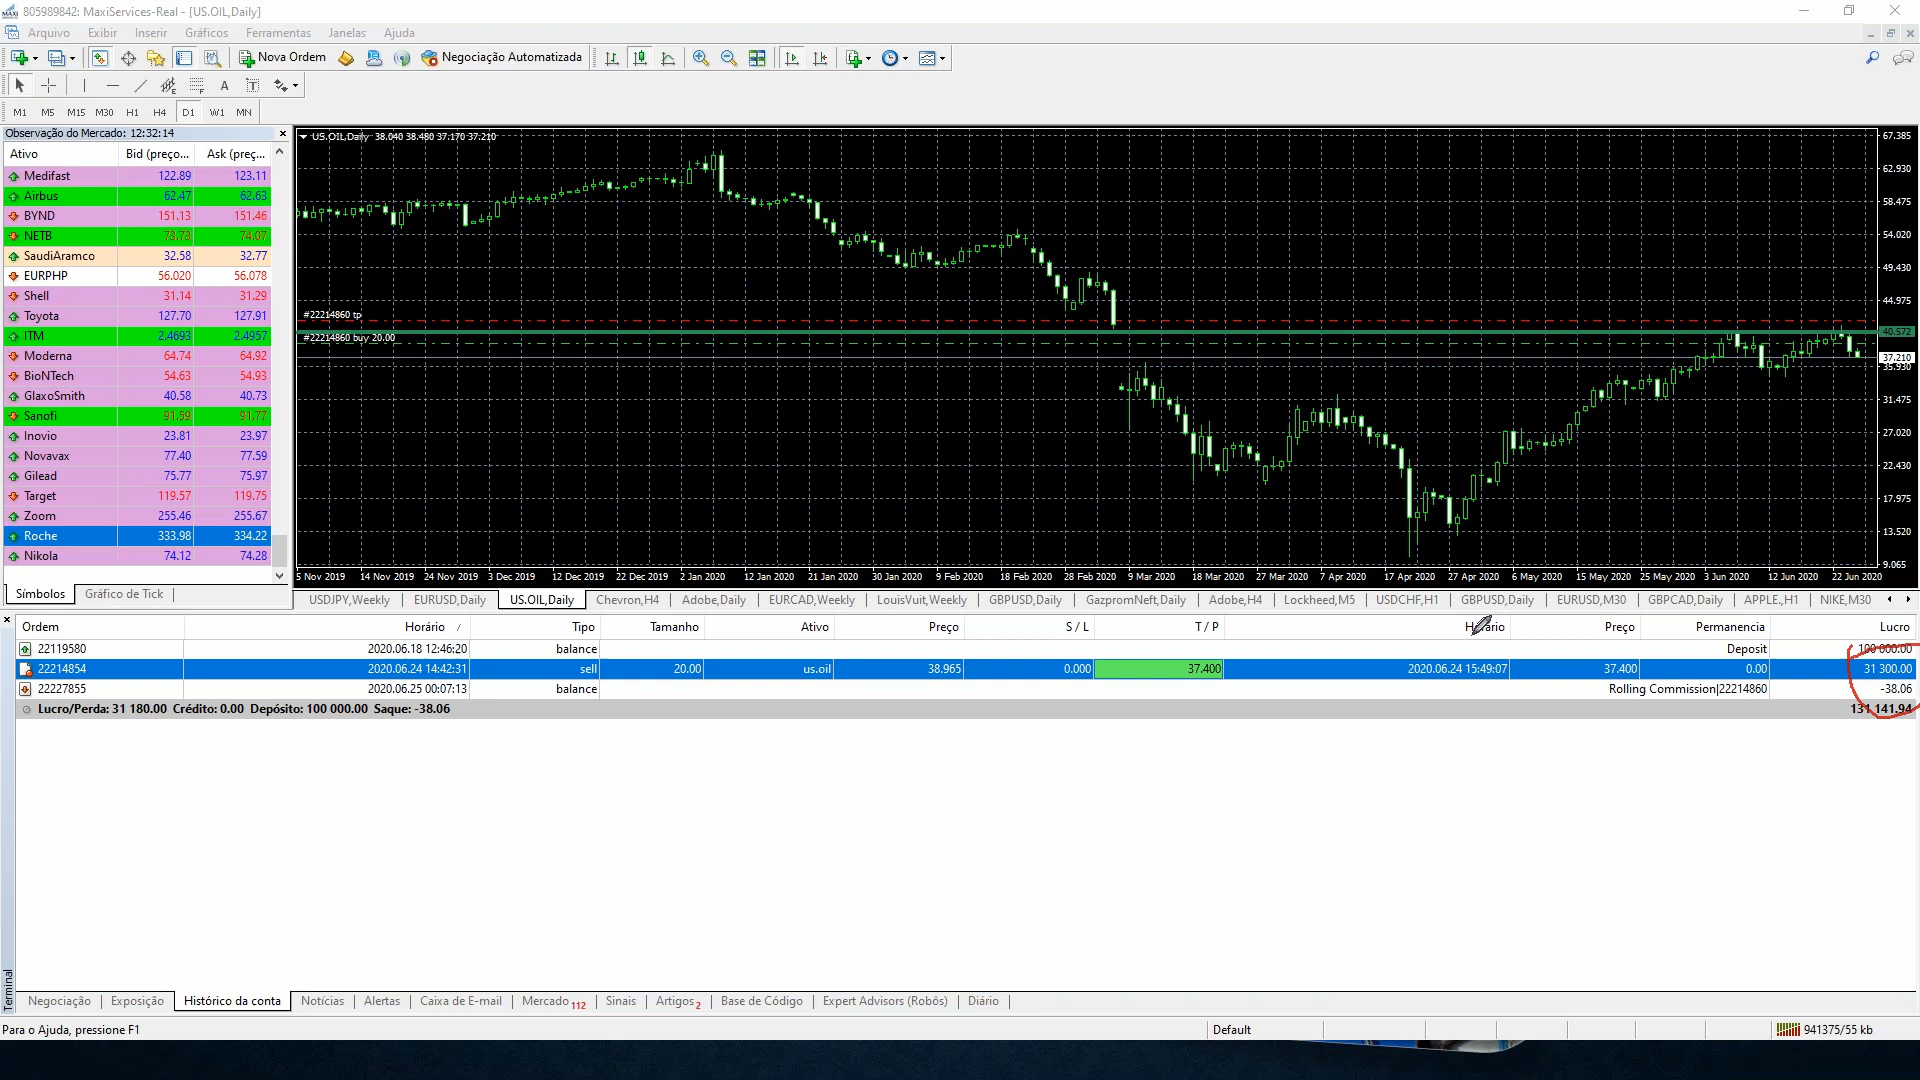 805989842: MaxiServices-Real - [US.OIL,Daily]
Arquivo Exibir Inserir Gráficos Ferramentas Janelas Ajuda
Nova Ordem Negociação Automatizada
A T
M1 M5 M15 M30 H1 H4 D1 W1 MN
Observação do Mercado: 12:32:14
Ativo Bid (preço... Ask (preç...
Medifast 122.89 123.11
Airbus 62.47 62.63
BYND 151.13 151.46
NETB 73.73 74.07
SaudiAramco 32.58 32.77
EURPHP 56.020 56.078
Shell 31.14 31.29
Toyota 127.70 127.91
ITM 2.4693 2.4957
Moderna 64.74 64.92
BioNTech 54.63 54.93
GlaxoSmith 40.58 40.73
Sanofi 91.59 91.77
Inovio 23.81 23.97
Novavax 77.40 77.59
Gilead 75.77 75.97
Target 119.57 119.75
Zoom 255.46 255.67
Roche 333.98 334.22
Nikola 74.12 74.28
Símbolos Gráfico de Tick
US.OIL,Daily 38.040 38.480 37.170 37.210
#22214860 tp
#22214860 buy 20.00
67.385
62.930
58.475
54.020
49.430
44.975
40.572
37.210
35.930
31.475
27.020
22.430
17.975
13.520
9.065
5 Nov 2019 14 Nov 2019 24 Nov 2019 3 Dec 2019 12 Dec 2019 22 Dec 2019 2 Jan 2020 12 Jan 2020 21 Jan 2020 30 Jan 2020 9 Feb 2020 18 Feb 2020 28 Feb 2020 9 Mar 2020 18 Mar 2020 27 Mar 2020 7 Apr 2020 17 Apr 2020 27 Apr 2020 6 May 2020 15 May 2020 25 May 2020 3 Jun 2020 12 Jun 2020 22 Jun 2020
USDJPY,Weekly EURUSD,Daily US.OIL,Daily Chevron,H4 Adobe,Daily EURCAD,Weekly LouisVuit,Weekly GBPUSD,Daily GazpromNeft,Daily Adobe,H4 Lockheed,M5 USDCHF,H1 GBPUSD,Daily EURUSD,M30 GBPCAD,Daily APPLE.,H1 NIKE,M30
Ordem Horário / Tipo Tamanho Ativo Preço S / L T / P Horário Preço Permanencia Lucro
22119580 2020.06.18 12:46:20 balance Deposit 100 000.00
22214854 2020.06.24 14:42:31 sell 20.00 us.oil 38.965 0.000 37.400 2020.06.24 15:49:07 37.400 0.00 31 300.00
22227855 2020.06.25 00:07:13 balance Rolling Commission|22214860 -38.06
Lucro/Perda: 31 180.00 Crédito: 0.00 Depósito: 100 000.00 Saque: -38.06 131 141.94
Terminal
Negociação Exposição Histórico da conta Notícias Alertas Caixa de E-mail Mercado 112 Sinais Artigos 2 Base de Código Expert Advisors (Robôs) Diário
Para o Ajuda, pressione F1 Default 941375/55 kb